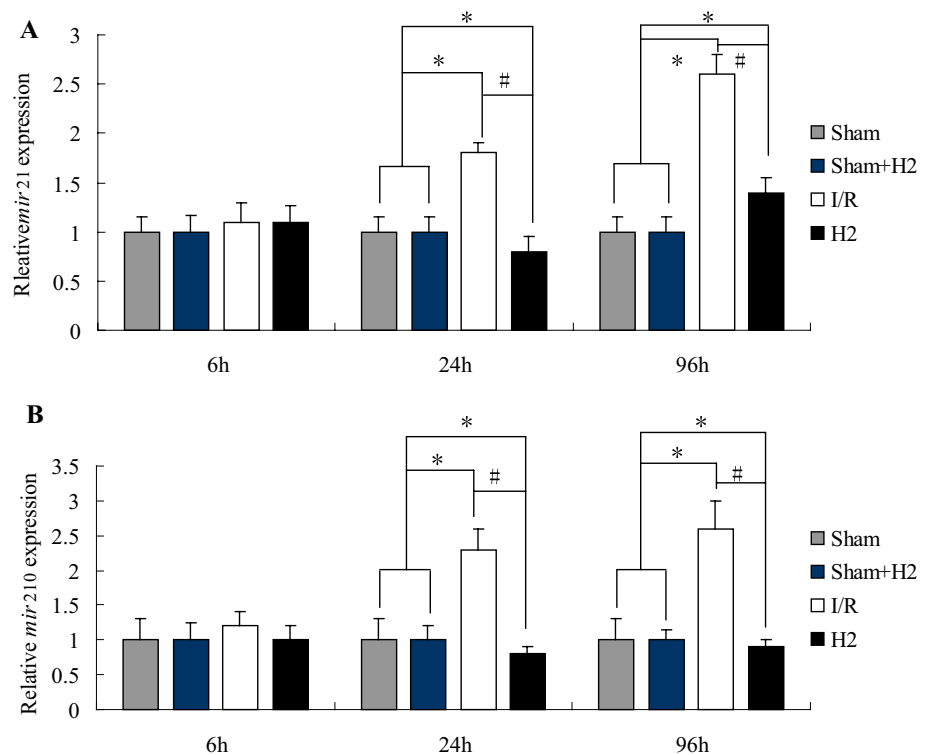 A
Rleativemir 21 expression
3
2.5
2
1.5
1
0.5
0
* * #
* * #
6h 24h 96h
Sham
Sham+H2
I/R
H2
B
Relative mir 210 expression
3.5
3
2.5
2
1.5
1
0.5
0
* * #
* * #
6h 24h 96h
Sham
Sham+H2
I/R
H2